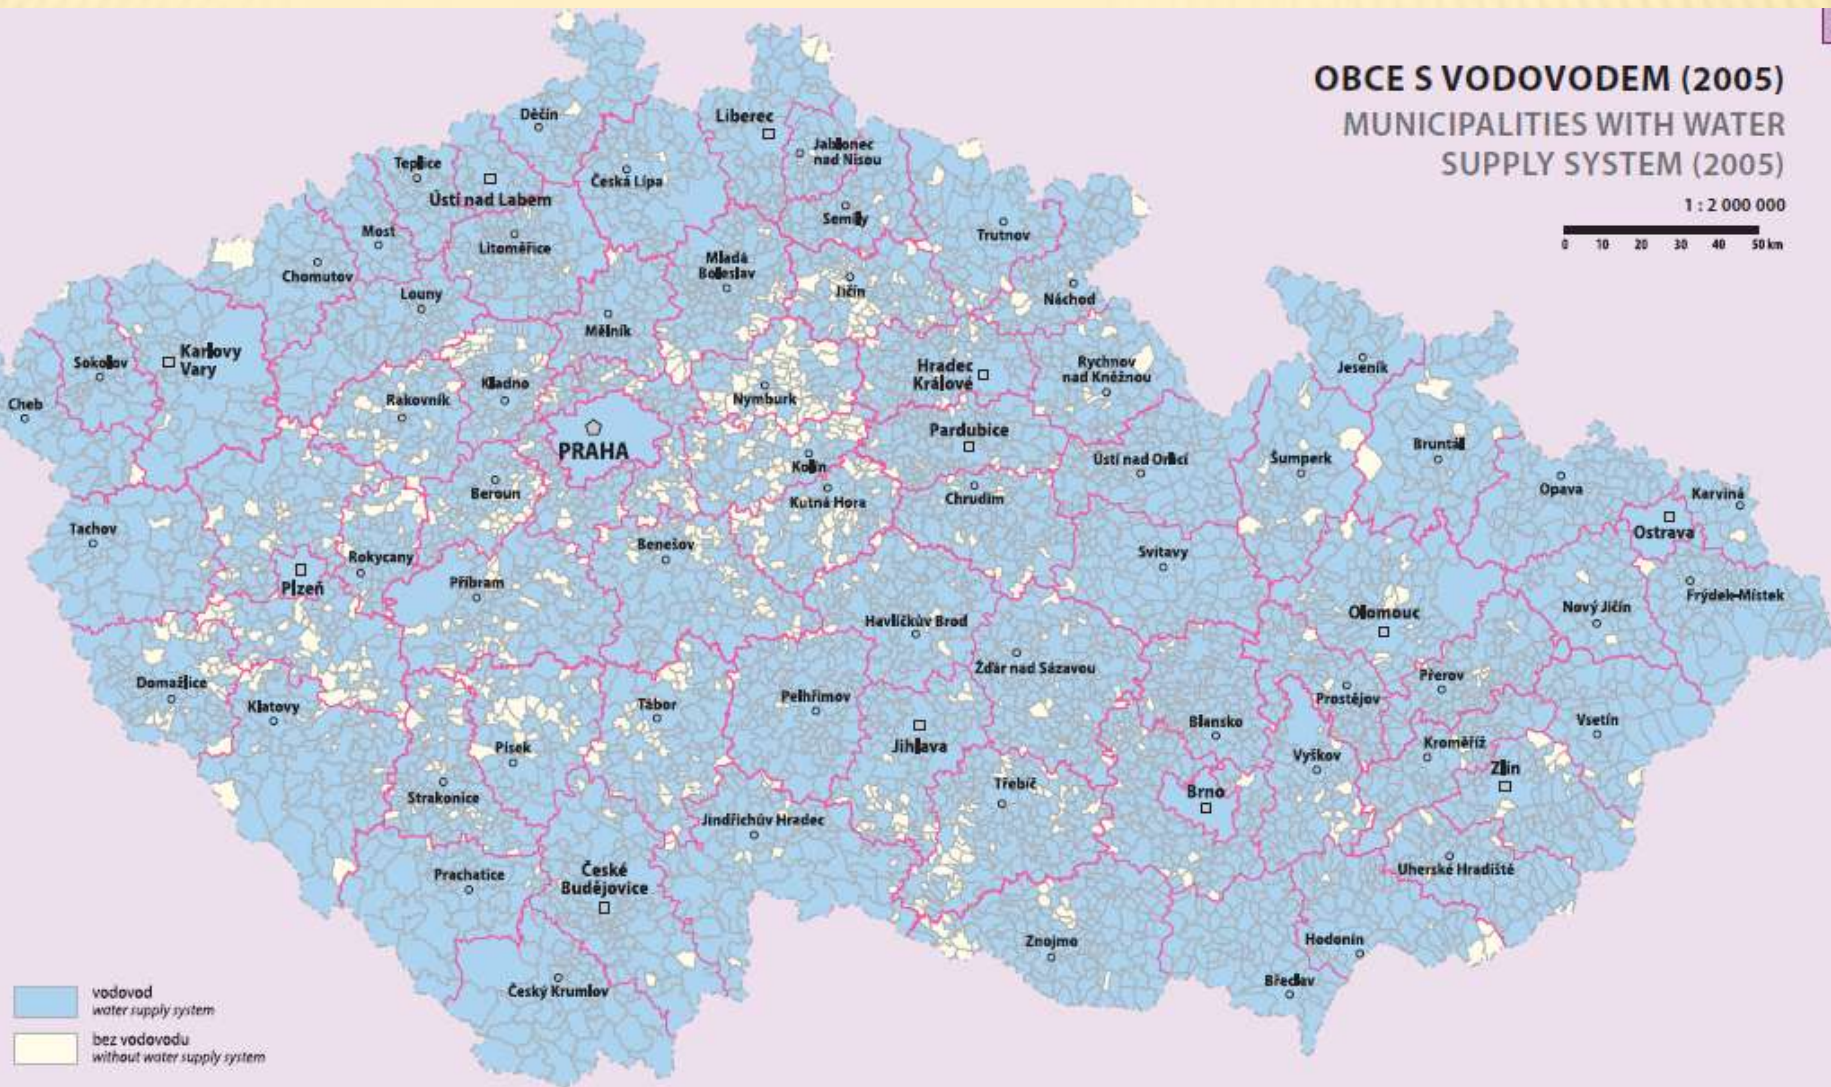 OBCE S VODOVODEM (2005)
MUNICIPALITIES WITH WATER
SUPPLY SYSTEM (2005)
1 : 2 000 000
0 10 20 30 40 50 km
Děčín
Liberec
Jablonec
nad Nisou
Teplice
Ústí nad Labem
Česká Lípa
Semily
Trutnov
Most
Litoměřice
Chomutov
Mladá
Boleslav
Jičín
Náchod
Louny
Mělník
Sokolov
Karlovy
Vary
Cheb
Rakovník
Kladno
Nymburk
Hradec
Králové
Rychnov
nad Kněžnou
Jeseník
PRAHA
Pardubice
Kolín
Ústí nad Orlicí
Šumperk
Bruntál
Beroun
Kutná Hora
Chrudim
Opava
Karviná
Ostrava
Tachov
Rokycany
Benešov
Svitavy
Plzeň
Příbram
Havlíčkův Brod
Olomouc
Nový Jičín
Frýdek-Místek
Žďár nad Sázavou
Domažlice
Klatovy
Tábor
Pelhřimov
Přerov
Prostějov
Jihlava
Blansko
Vsetín
Písek
Kroměříž
Vyškov
Zlín
Strakonice
Třebíč
Brno
Jindřichův Hradec
Prachatice
České
Budějovice
Uherské Hradiště
Znojmo
Hodonín
Český Krumlov
Břeclav
vodovod
water supply system
bez vodovodu
without water supply system